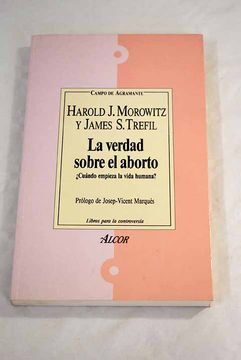 CAMPO DE AGRAMANTE
HAROLD J. MOROWITZ
Y JAMES S. TREFIL
La verdad
sobre el aborto
¿Cuándo empieza la vida humana?
Prólogo de Josep-Vicent Marqués
Libros para la controversia
ALCOR